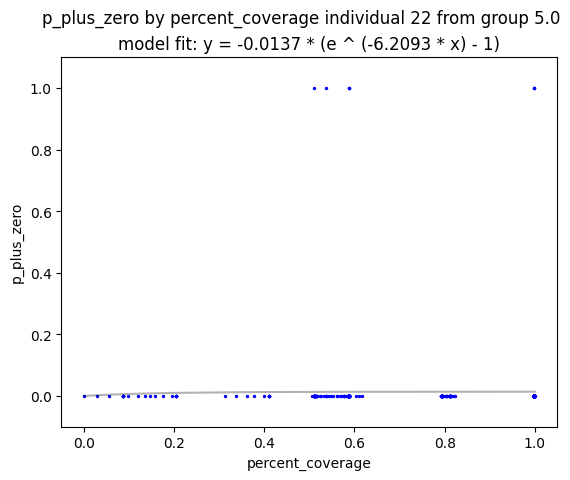 p_plus_zero by percent_coverage individual 22 from group 5.0
model fit: y = -0.0137 * (e ^ (-6.2093 * x) - 1)
1.0
0.8
0.6
0.4
0.2
0.0
p_plus_zero
0.0 0.2 0.4 0.6 0.8 1.0
percent_coverage